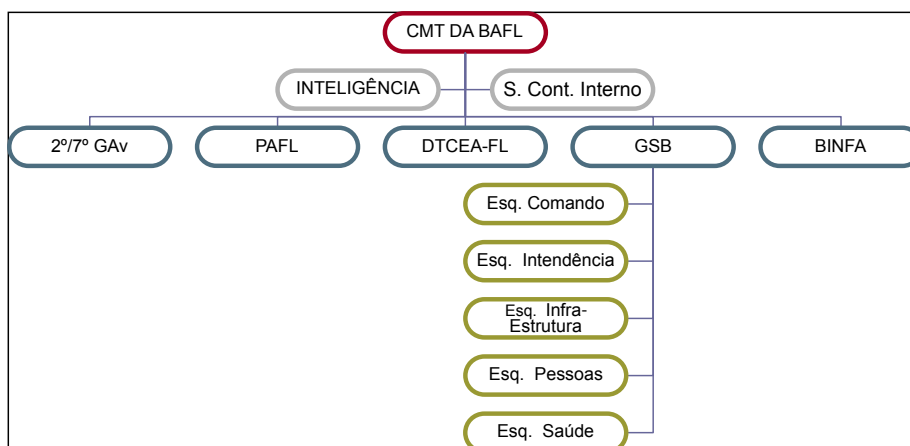 CMT DA BAFL
INTELIGÊNCIA
S. Cont. Interno
2º/7º GAv
PAFL
DTCEA-FL
GSB
BINFA
Esq. Comando
Esq. Intendência
Esq. Infra-
Estrutura
Esq. Pessoas
Esq. Saúde